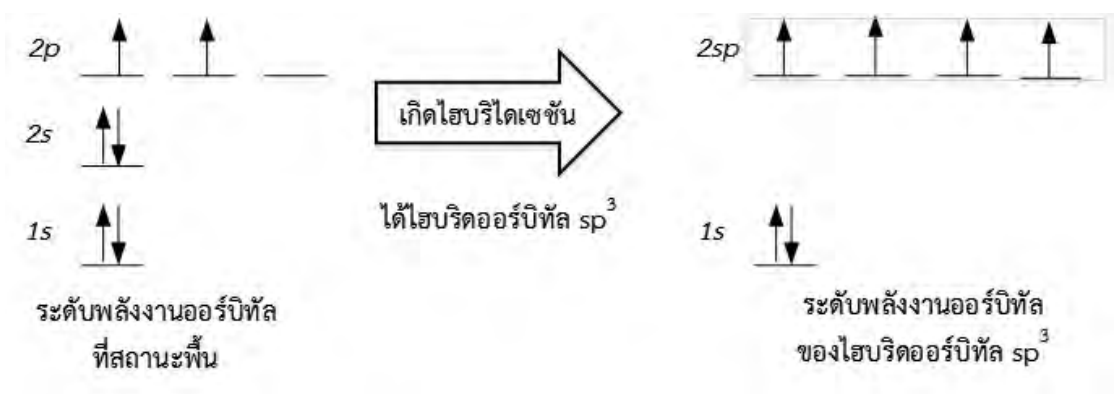 2p
2s
1s
ระดับพลังงานออร์บิทัล
ที่สถานะพื้น
เกิดไฮบริไดเซชัน
ได้ไฮบริดออร์บิทัล sp³
2sp
1s
ระดับพลังงานออร์บิทัล
ของไฮบริดออร์บิทัล sp³